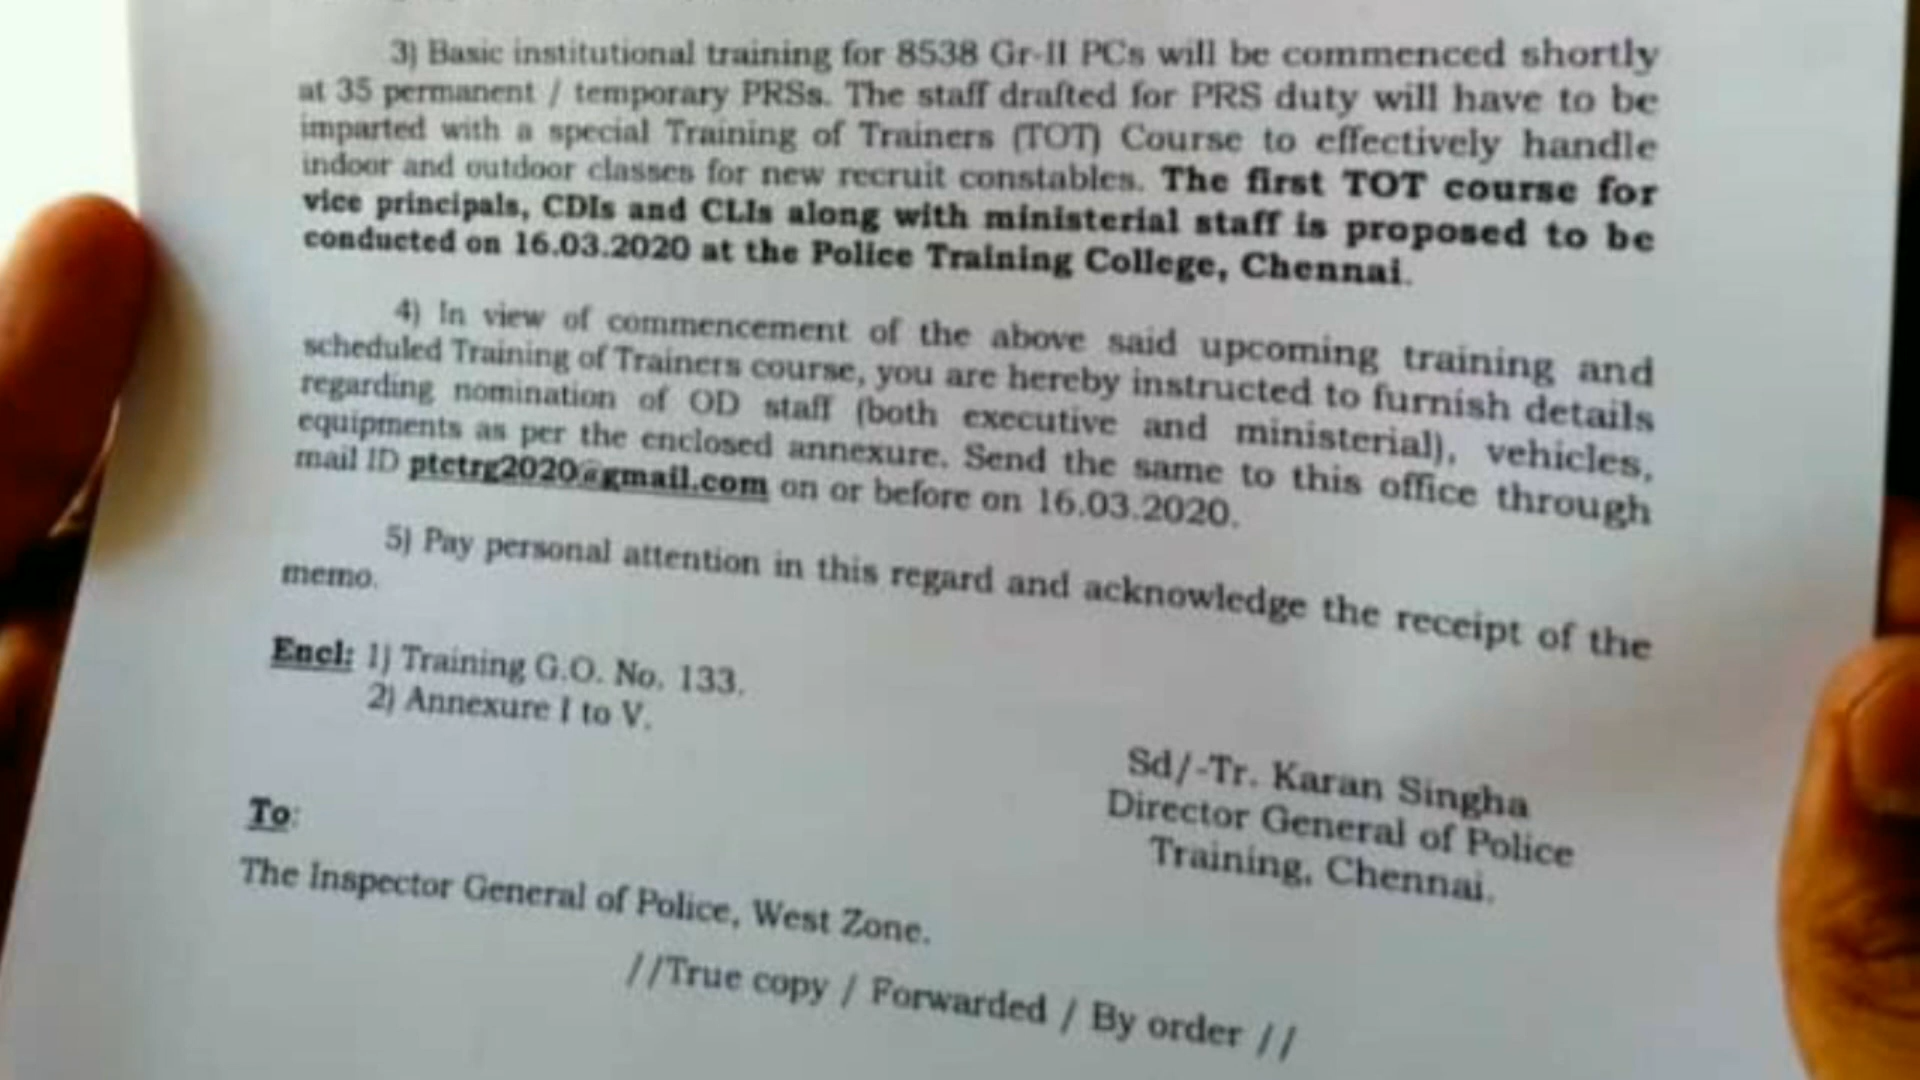 3) Basic institutional training for 8538 Gr-II PCs will be commenced shortly
at 35 permanent / temporary PRSs. The staff drafted for PRS duty will have to be
imparted with a special Training of Trainers (TOT) Course to effectively handle
indoor and outdoor classes for new recruit constables. The first TOT course for
vice principals, CDIs and CLIs along with ministerial staff is proposed to be
conducted on 16.03.2020 at the Police Training College, Chennai.
4) In view of commencement of the above said upcoming training and
scheduled Training of Trainers course, you are hereby instructed to furnish details
regarding nomination of OD staff (both executive and ministerial), vehicles,
equipments as per the enclosed annexure. Send the same to this office through
mail ID ptctrg2020@gmail.com on or before on 16.03.2020.
5) Pay personal attention in this regard and acknowledge the receipt of the
memo.
Encl: 1) Training G.O. No. 133.
2) Annexure I to V.
Sd/-Tr. Karan Singha
Director General of Police
Training, Chennai.
To:
The Inspector General of Police, West Zone.
//True copy / Forwarded / By order //